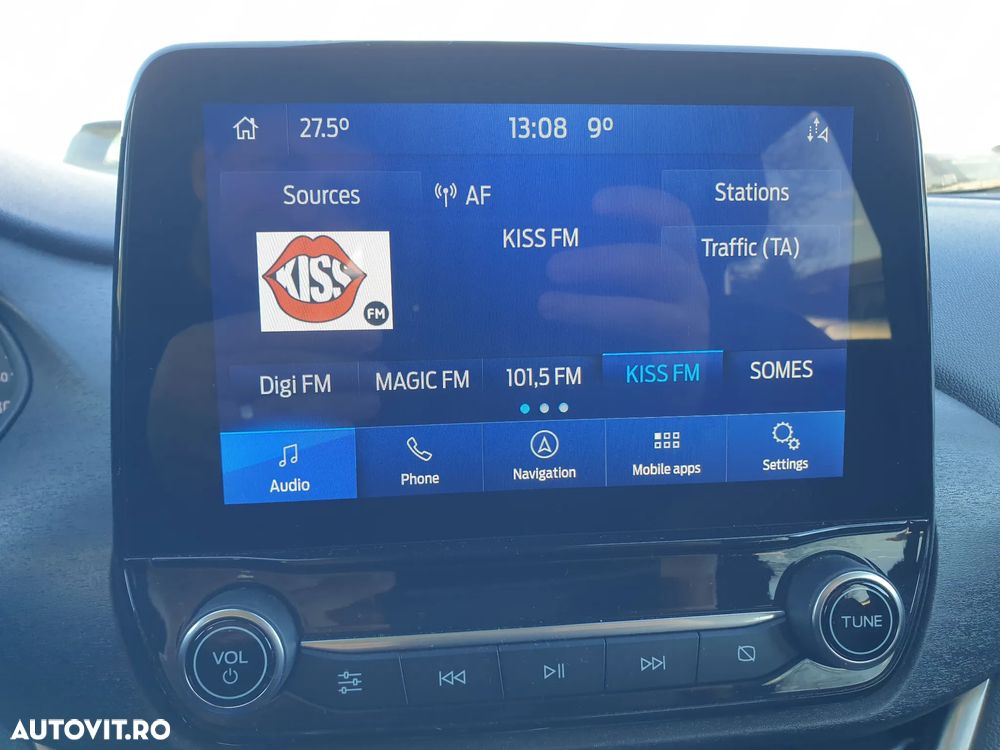 27.5° 13:08 9°
Sources AF Stations
KISS FM Traffic (TA)
KISS
FM
Digi FM MAGIC FM 101,5 FM KISS FM SOMES
Audio Phone Navigation Mobile apps Settings
VOL TUNE
AUTOVIT.RO